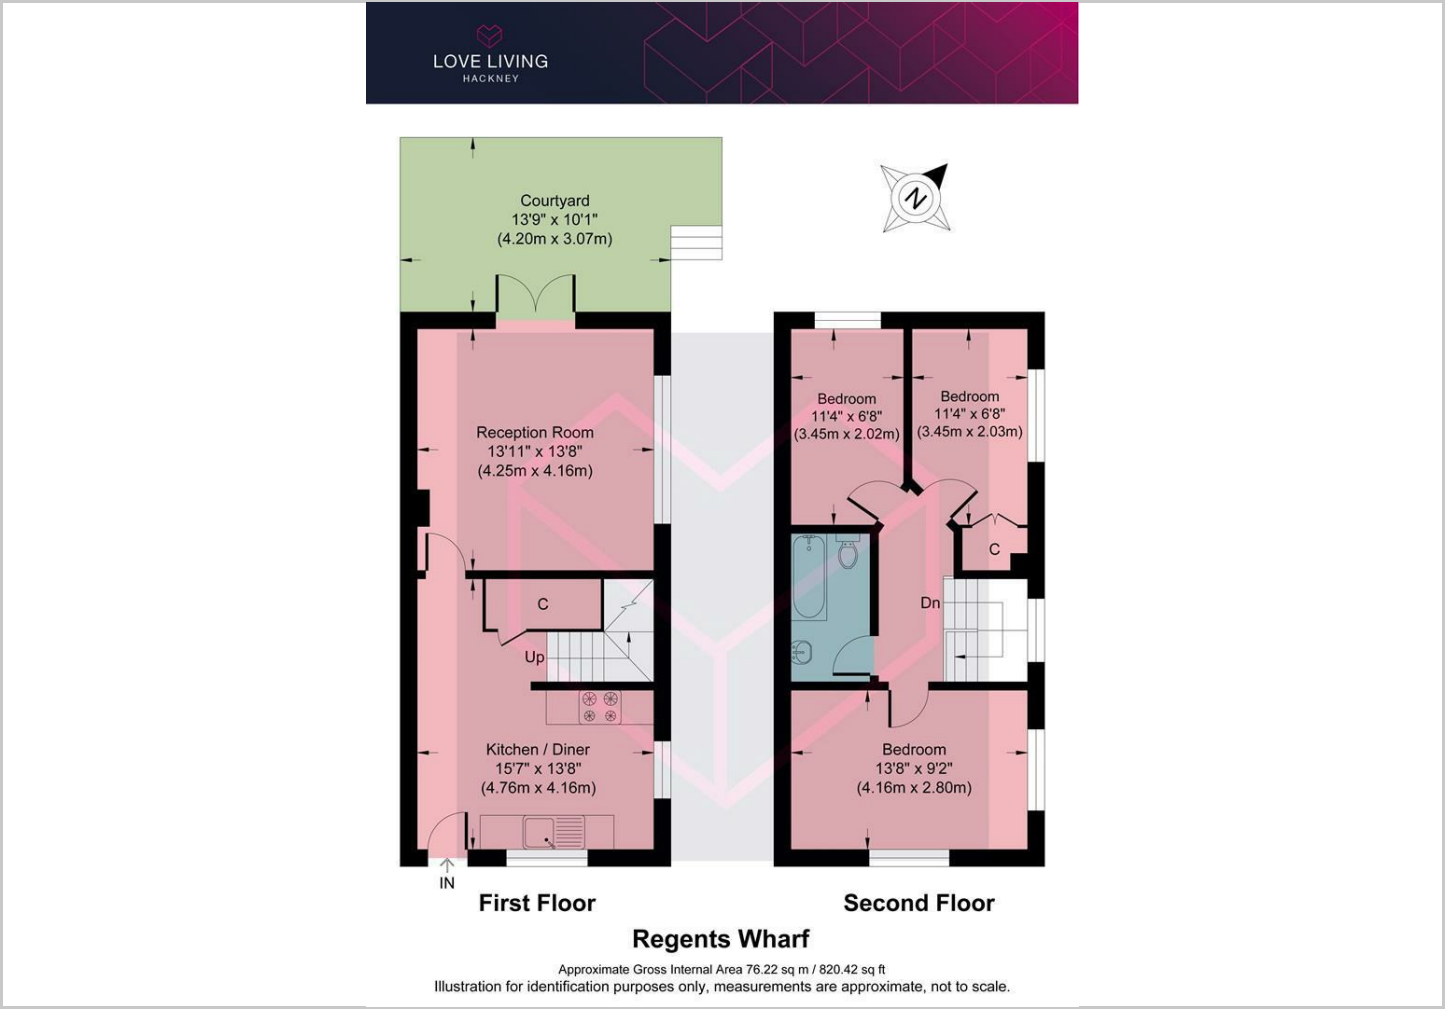 LOVE LIVING
HACKNEY
Courtyard
13'9" x 10'1"
(4.20m x 3.07m)
N
Reception Room
13'11" x 13'8"
(4.25m x 4.16m)
Bedroom
11'4" x 6'8"
(3.45m x 2.02m)
Bedroom
11'4" x 6'8"
(3.45m x 2.03m)
C
C
Dn
Up
Kitchen / Diner
15'7" x 13'8"
(4.76m x 4.16m)
Bedroom
13'8" x 9'2"
(4.16m x 2.80m)
IN
First Floor
Second Floor
Regents Wharf
Approximate Gross Internal Area 76.22 sq m / 820.42 sq ft
Illustration for identification purposes only, measurements are approximate, not to scale.